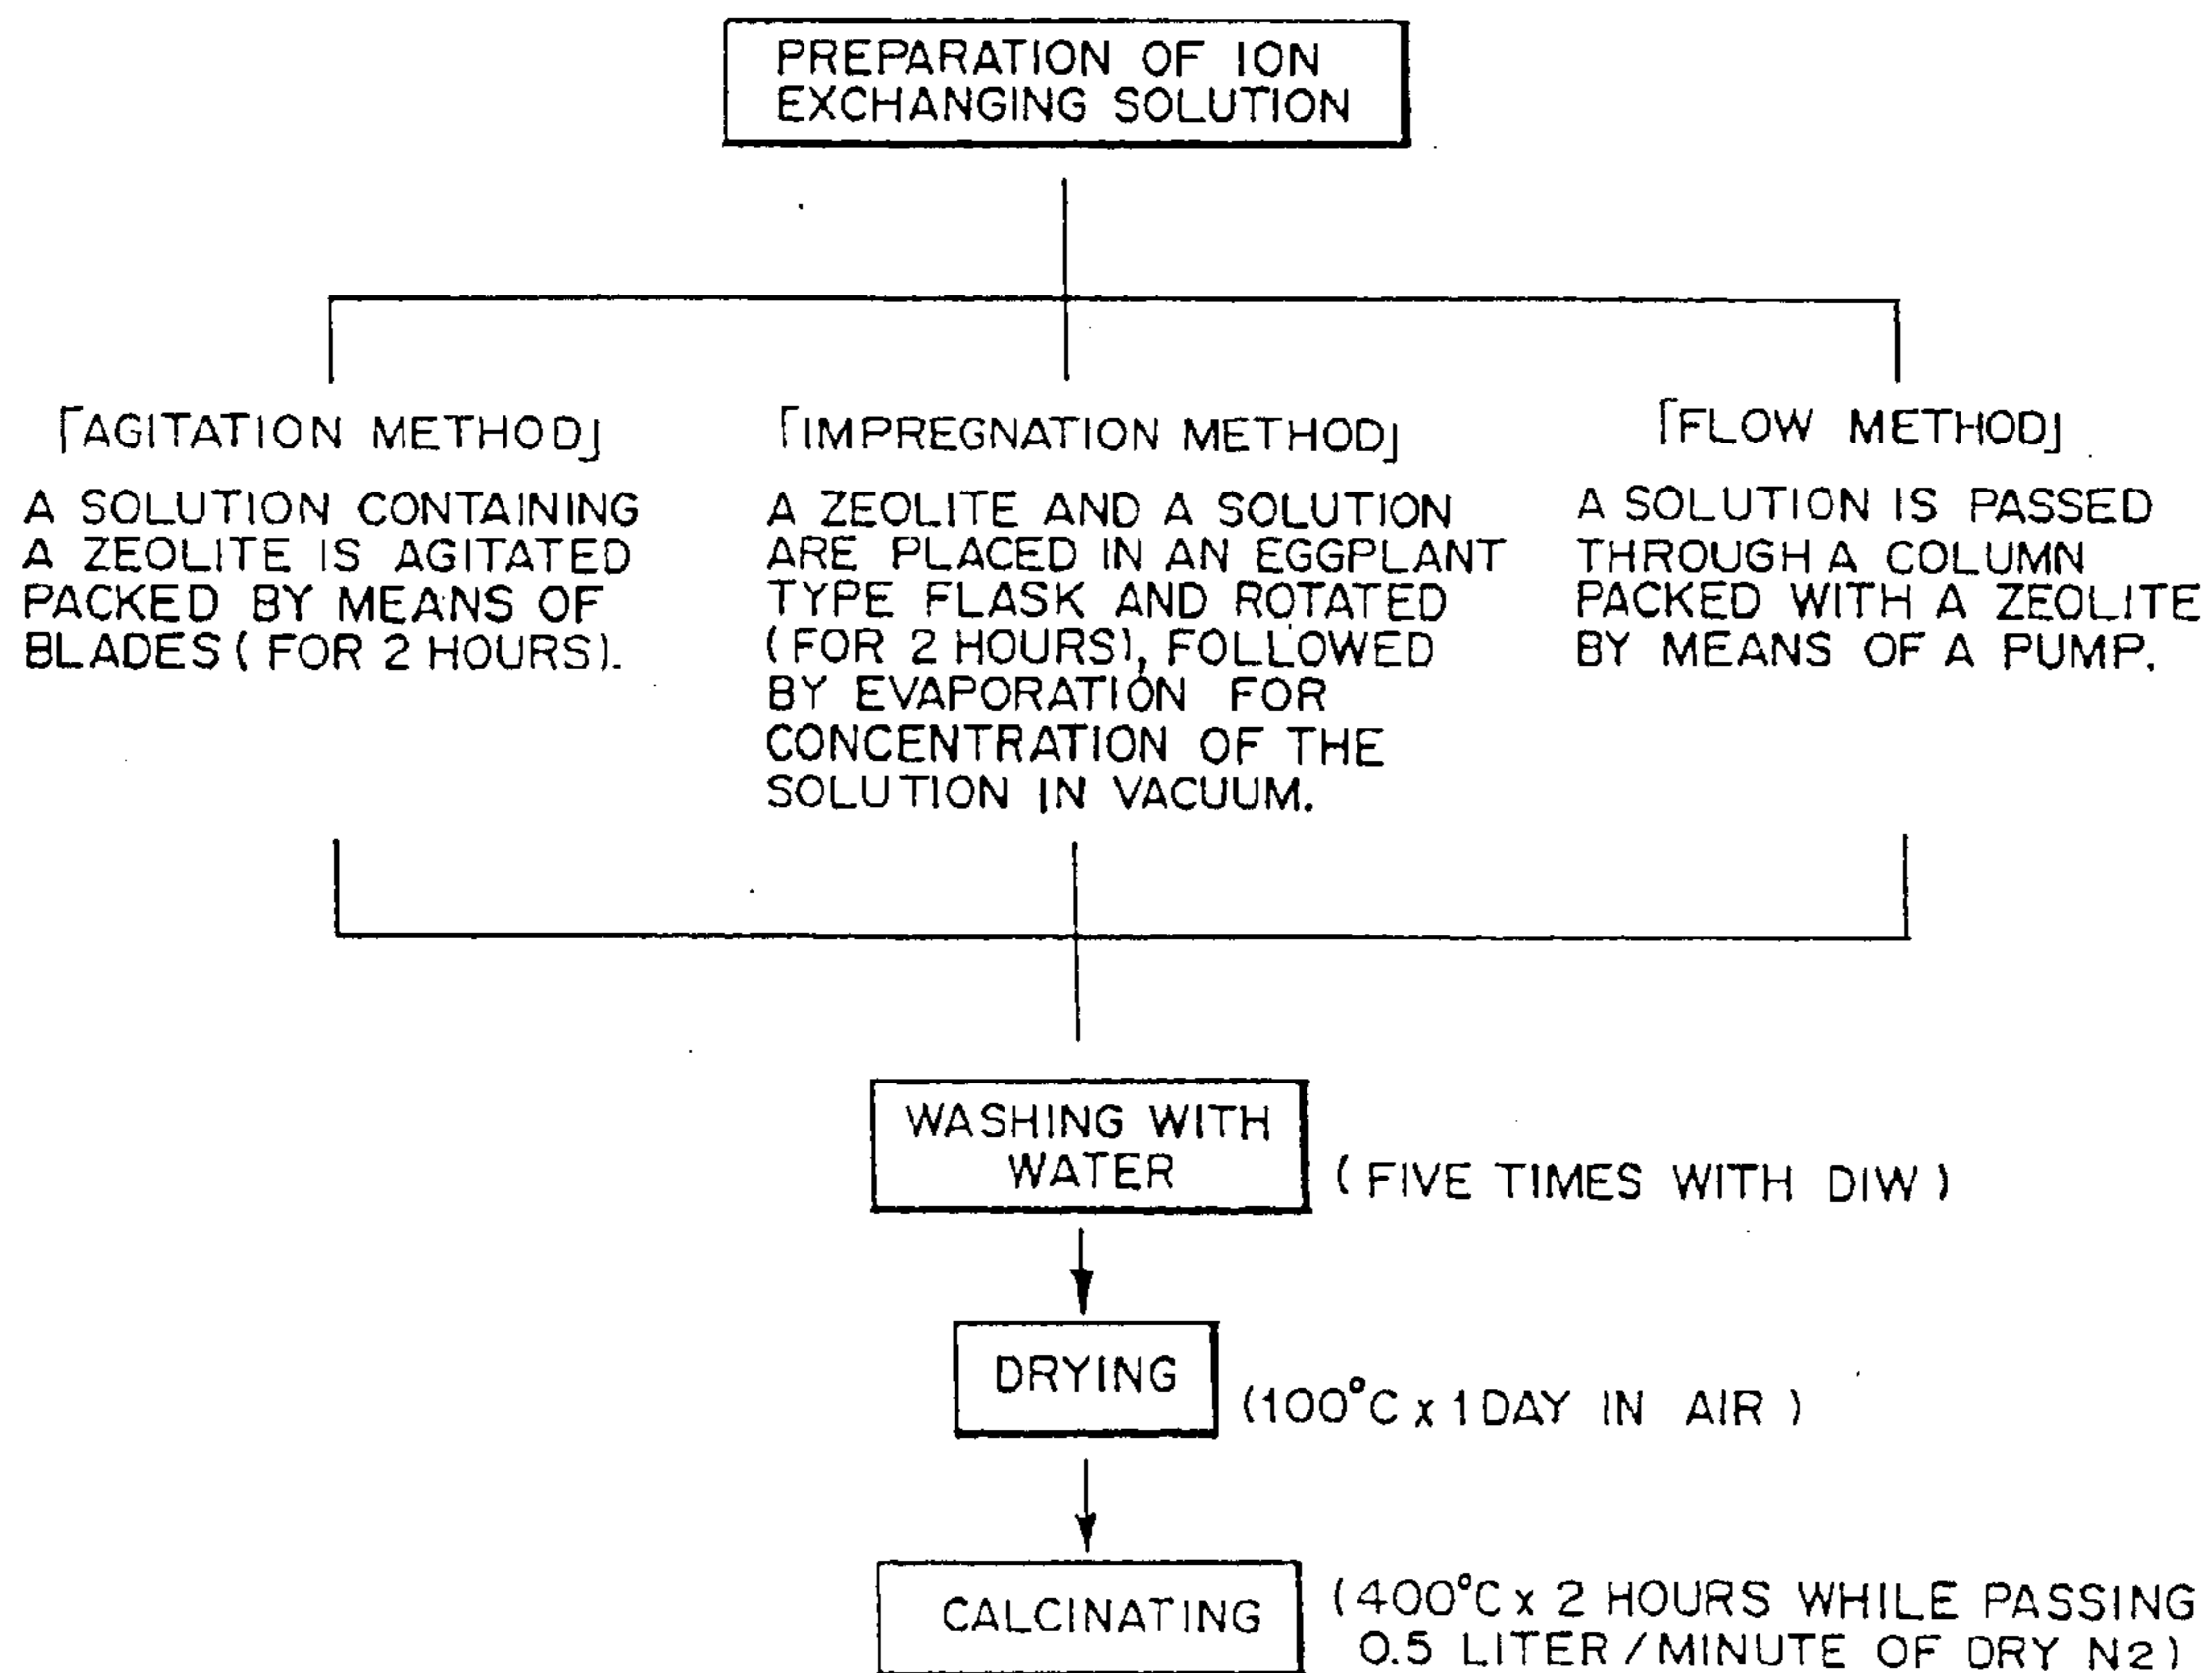 PREPARATION OF ION
EXCHANGING SOLUTION
「AGITATION METHOD」
A SOLUTION CONTAINING
A ZEOLITE IS AGITATED
PACKED BY MEANS OF
BLADES (FOR 2 HOURS).
「IMPREGNATION METHOD」
A ZEOLITE AND A SOLUTION
ARE PLACED IN AN EGGPLANT
TYPE FLASK AND ROTATED
(FOR 2 HOURS), FOLLOWED
BY EVAPORATION FOR
CONCENTRATION OF THE
SOLUTION IN VACUUM.
「FLOW METHOD」
A SOLUTION IS PASSED
THROUGH A COLUMN
PACKED WITH A ZEOLITE
BY MEANS OF A PUMP.
WASHING WITH
WATER
(FIVE TIMES WITH DIW)
DRYING
(100°C x 1 DAY IN AIR)
CALCINATING
(400°C x 2 HOURS WHILE PASSING
0.5 LITER/MINUTE OF DRY N2)